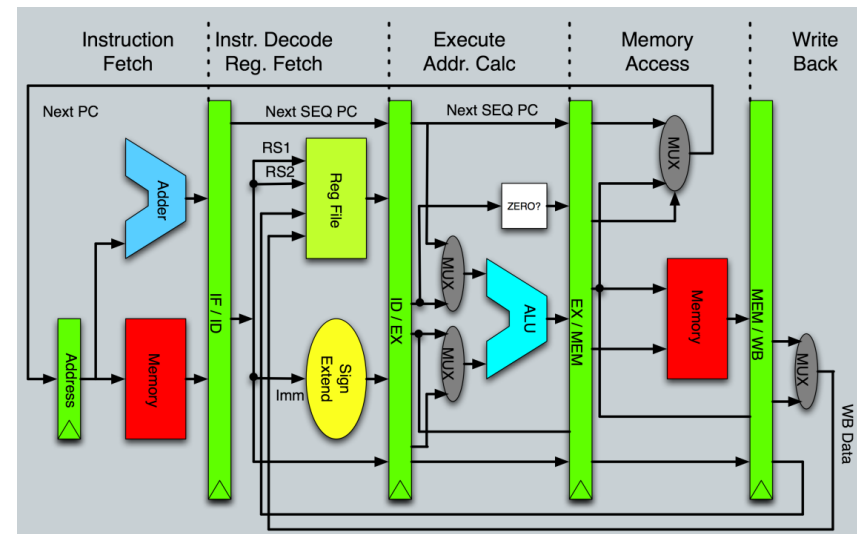 Instruction
Fetch
Instr. Decode
Reg. Fetch
Execute
Addr. Calc
Memory
Access
Write
Back
Next PC
Next SEQ PC
Next SEQ PC
MUX
RS1
RS2
Adder
Reg File
ZERO?
MUX
IF / ID
ID / EX
ALU
EX / MEM
Memory
MEM / WB
Address
Memory
Sign
Extend
MUX
MUX
Imm
WB Data